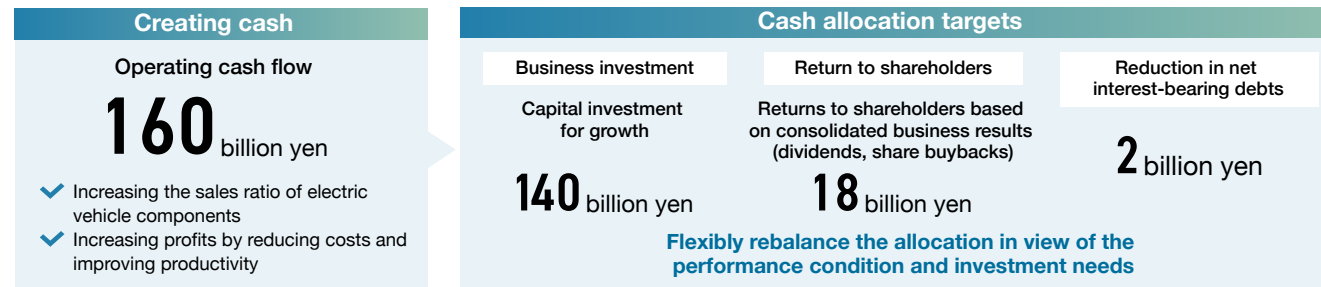 Creating cash
Operating cash flow
160 billion yen
Increasing the sales ratio of electric
vehicle components
Increasing profits by reducing costs and
improving productivity
Cash allocation targets
Business investment
Capital investment
for growth
140 billion yen
Return to shareholders
Returns to shareholders based
on consolidated business results
(dividends, share buybacks)
18 billion yen
Reduction in net
interest-bearing debts
2 billion yen
Flexibly rebalance the allocation in view of the
performance condition and investment needs